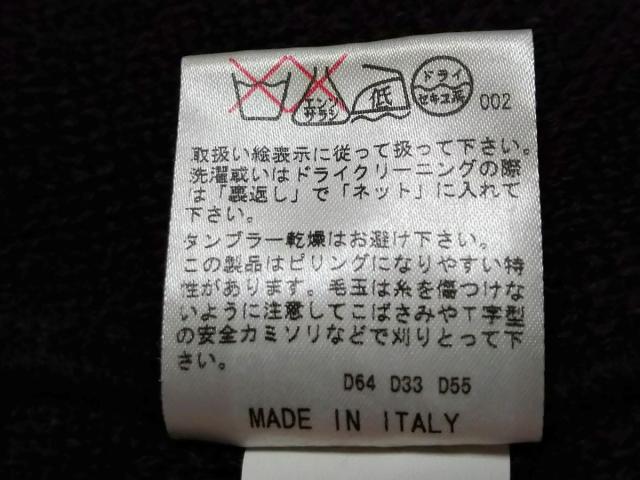 エンソ
サラシ
低
ドライ
セキユ系
002
取扱い絵表示に従って扱って下さい。
洗濯或いはドライクリーニングの際
は「裏返し」で「ネット」に入れて
下さい。
タンブラー乾燥はお避け下さい。
この製品はピリングになりやすい特
性があります。毛玉は糸を傷つけな
いように注意してこばさみやT字型
の安全カミソリなどで刈りとって下
さい。
D64 D33 D55
MADE IN ITALY